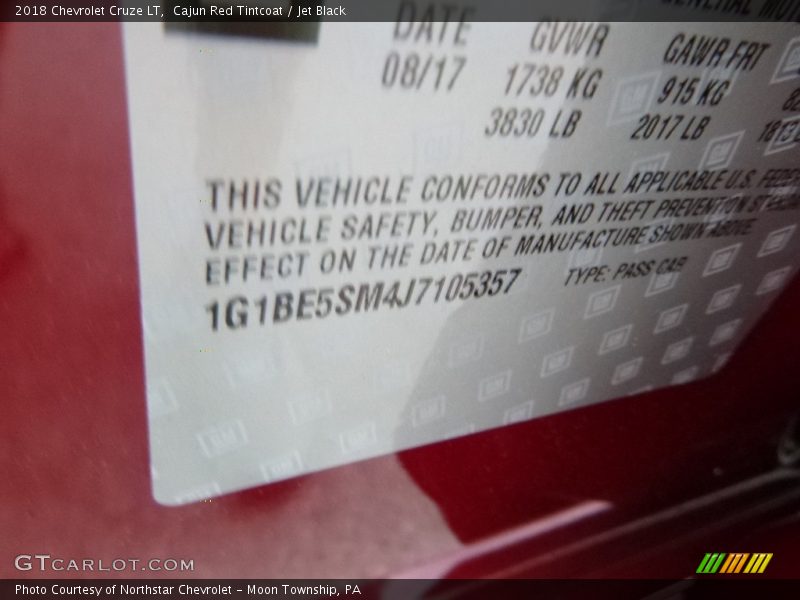 2018 Chevrolet Cruze LT, Cajun Red Tintcoat / Jet Black
DATE GVWR GAWR FRT
08/17 1738 KG 915 KG
3830 LB 2017 LB
THIS VEHICLE CONFORMS TO ALL APPLICABLE U.S.
VEHICLE SAFETY, BUMPER, AND THEFT PREVENTION
EFFECT ON THE DATE OF MANUFACTURE SHOWN ABOVE.
1G1BE5SM4J7105357 TYPE: PASS CAR
GTCARLOT.COM
Photo Courtesy of Northstar Chevrolet - Moon Township, PA